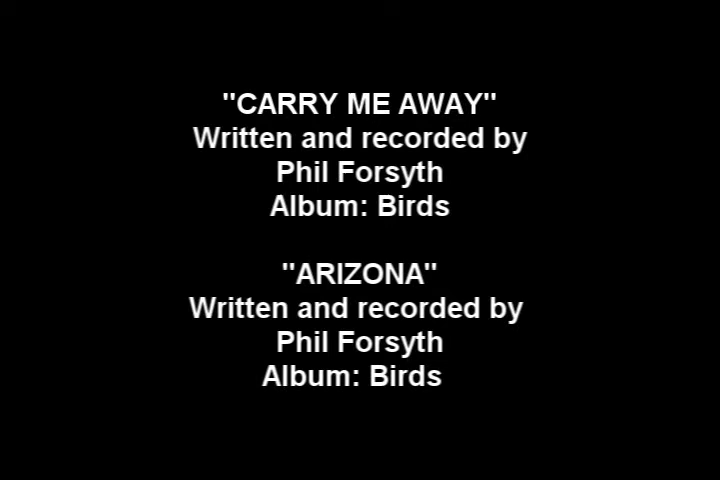 "CARRY ME AWAY"
Written and recorded by
Phil Forsyth
Album: Birds
"ARIZONA"
Written and recorded by
Phil Forsyth
Album: Birds